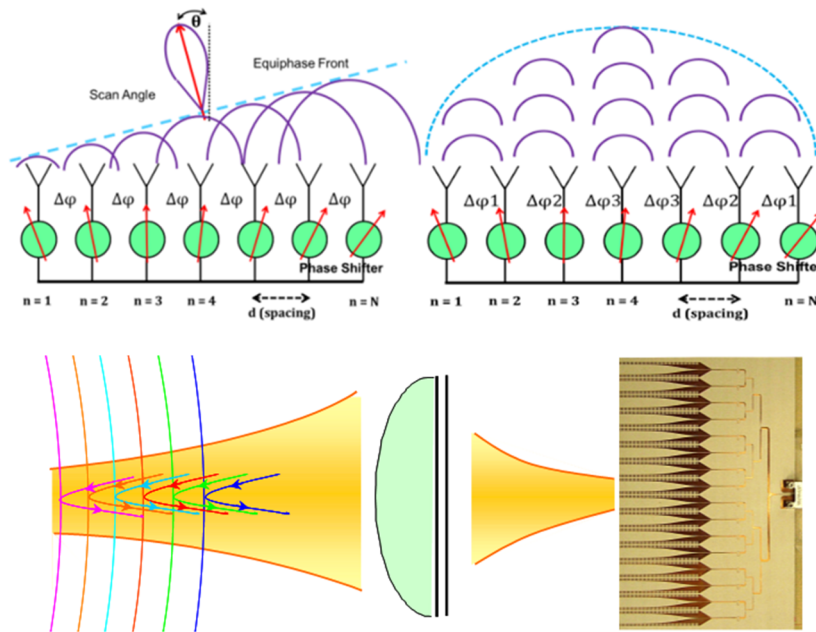 θ
Equiphase Front
Scan Angle
Δφ Δφ Δφ Δφ Δφ Δφ
Phase Shifter
n = 1 n = 2 n = 3 n = 4 n = N
d (spacing)
Δφ1 Δφ2 Δφ3 Δφ3 Δφ2 Δφ1
Phase Shifter
n = 1 n = 2 n = 3 n = 4 n = N
d (spacing)